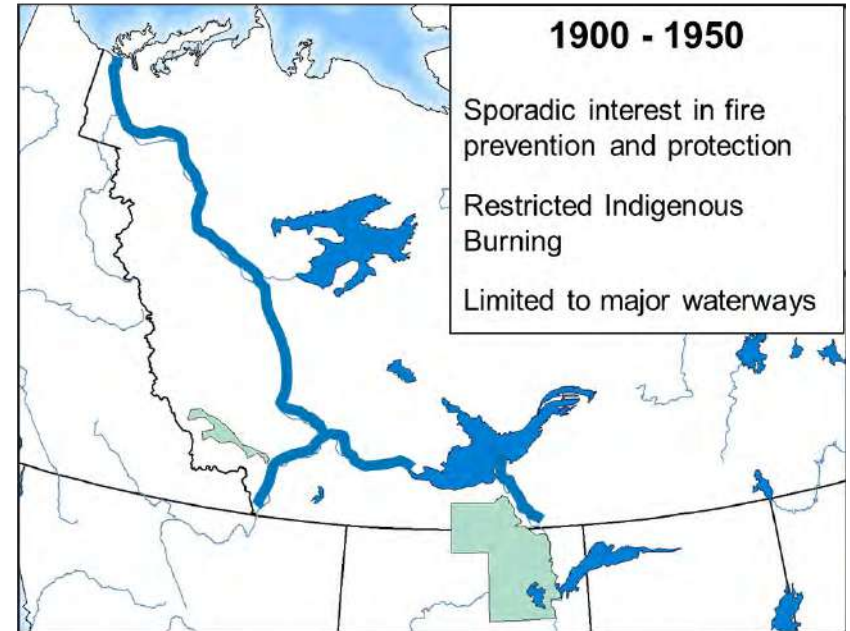 1900 - 1950
Sporadic interest in fire
prevention and protection
Restricted Indigenous
Burning
Limited to major waterways